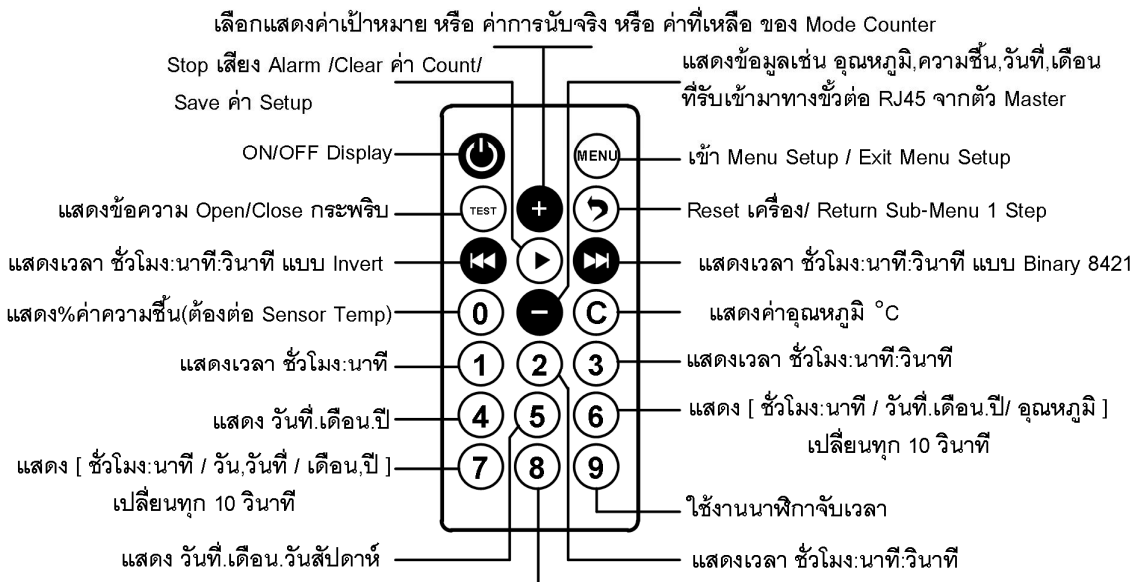 เลือกแสดงค่าเป้าหมาย หรือ ค่าการนับจริง หรือ ค่าที่เหลือ ของ Mode Counter
Stop เสียง Alarm /Clear ค่า Count/
Save ค่า Setup
แสดงข้อมูลเช่น อุณหภูมิ,ความชื้น,วันที่,เดือน
ที่รับเข้ามาทางขั้วต่อ RJ45 จากตัว Master
ON/OFF Display
MENU
เข้า Menu Setup / Exit Menu Setup
แสดงข้อความ Open/Close กระพริบ
TEST
+
Reset เครื่อง/ Return Sub-Menu 1 Step
แสดงเวลา ชั่วโมง:นาที:วินาที แบบ Invert
แสดงเวลา ชั่วโมง:นาที:วินาที แบบ Binary 8421
แสดง%ค่าความชื้น(ต้องต่อ Sensor Temp)
0
−
C
แสดงค่าอุณหภูมิ °C
แสดงเวลา ชั่วโมง:นาที
1
2
3
แสดงเวลา ชั่วโมง:นาที:วินาที
แสดง วันที่.เดือน.ปี
4
5
6
แสดง [ ชั่วโมง:นาที / วันที่.เดือน.ปี/ อุณหภูมิ ]
เปลี่ยนทุก 10 วินาที
แสดง [ ชั่วโมง:นาที / วัน,วันที่ / เดือน,ปี ]
เปลี่ยนทุก 10 วินาที
7
8
9
ใช้งานนาฬิกาจับเวลา
แสดง วันที่.เดือน.วันสัปดาห์
แสดงเวลา ชั่วโมง:นาที:วินาที